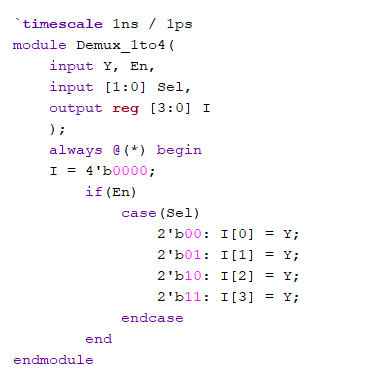 `timescale 1ns / 1ps
module Demux_1to4(
    input Y, En,
    input [1:0] Sel,
    output reg [3:0] I
    );
    always @(*) begin
    I = 4'b0000;
        if(En)
            case(Sel)
                2'b00: I[0] = Y;
                2'b01: I[1] = Y;
                2'b10: I[2] = Y;
                2'b11: I[3] = Y;
            endcase
        end
endmodule